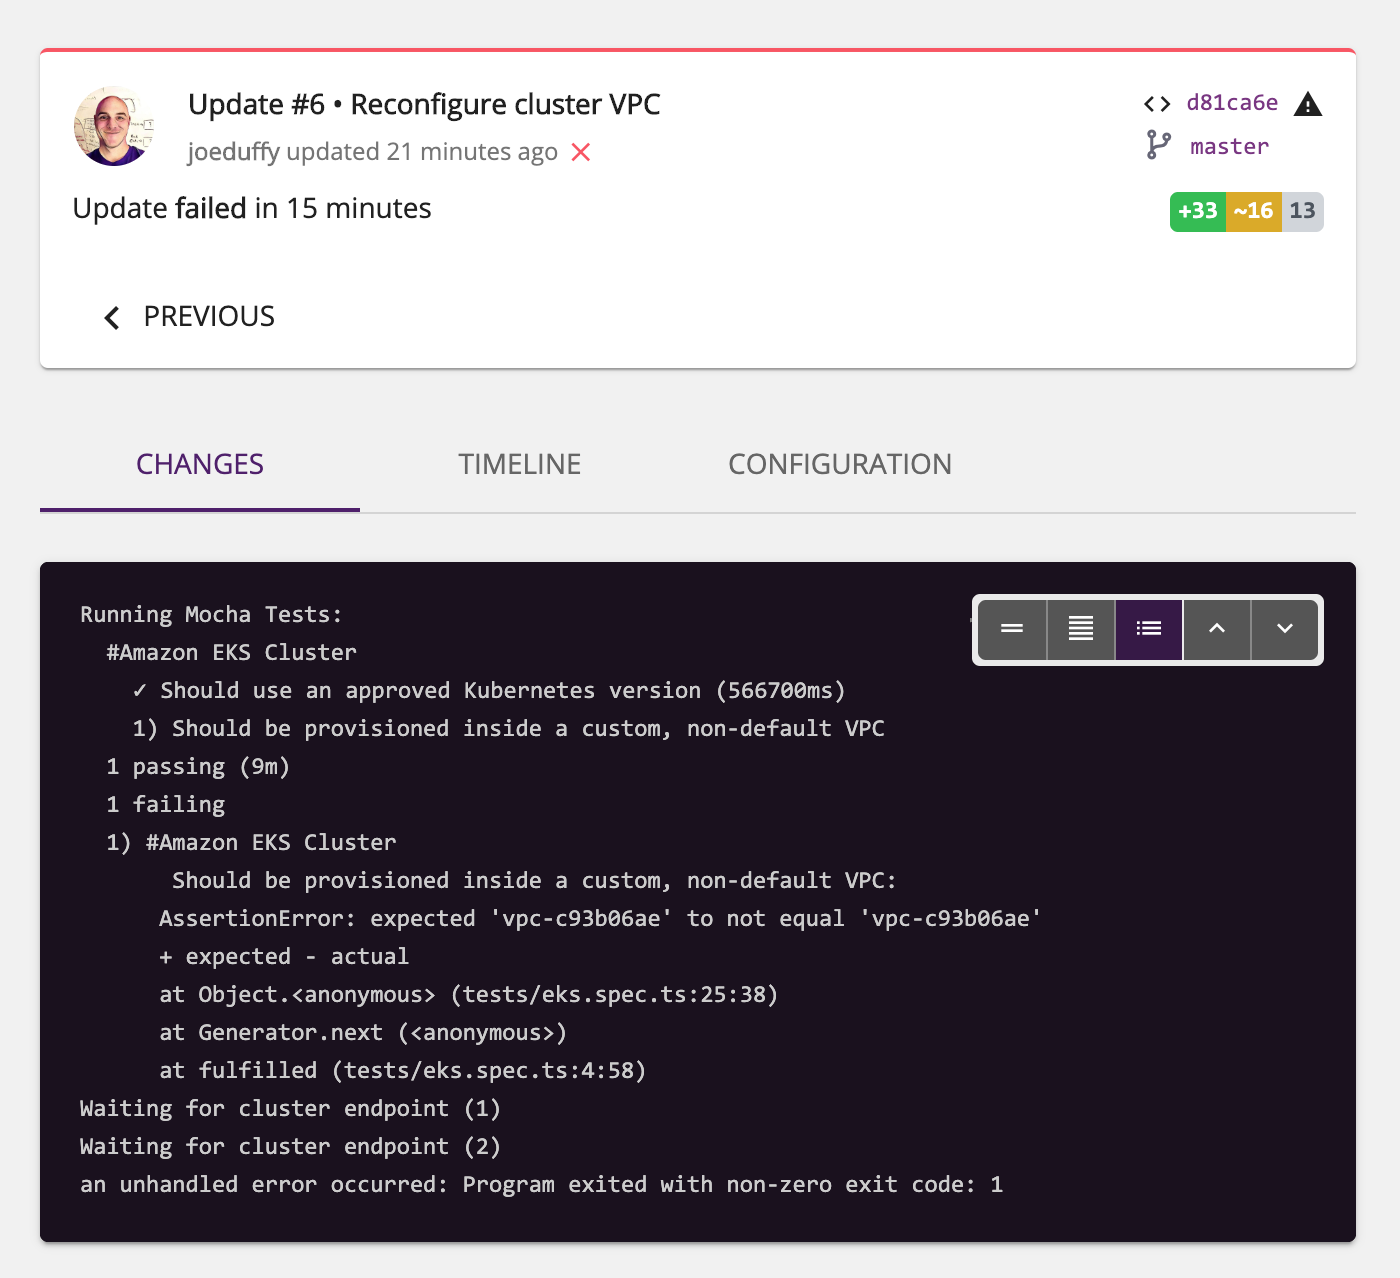 Update #6 • Reconfigure cluster VPC
joeduffy updated 21 minutes ago
d81ca6e
master
Update failed in 15 minutes
+33 ~16 13
PREVIOUS
CHANGES TIMELINE CONFIGURATION
Running Mocha Tests:
#Amazon EKS Cluster
✓ Should use an approved Kubernetes version (566700ms)
1) Should be provisioned inside a custom, non-default VPC
1 passing (9m)
1 failing
1) #Amazon EKS Cluster
Should be provisioned inside a custom, non-default VPC:
AssertionError: expected 'vpc-c93b06ae' to not equal 'vpc-c93b06ae'
+ expected - actual
at Object.<anonymous> (tests/eks.spec.ts:25:38)
at Generator.next (<anonymous>)
at fulfilled (tests/eks.spec.ts:4:58)
Waiting for cluster endpoint (1)
Waiting for cluster endpoint (2)
an unhandled error occurred: Program exited with non-zero exit code: 1